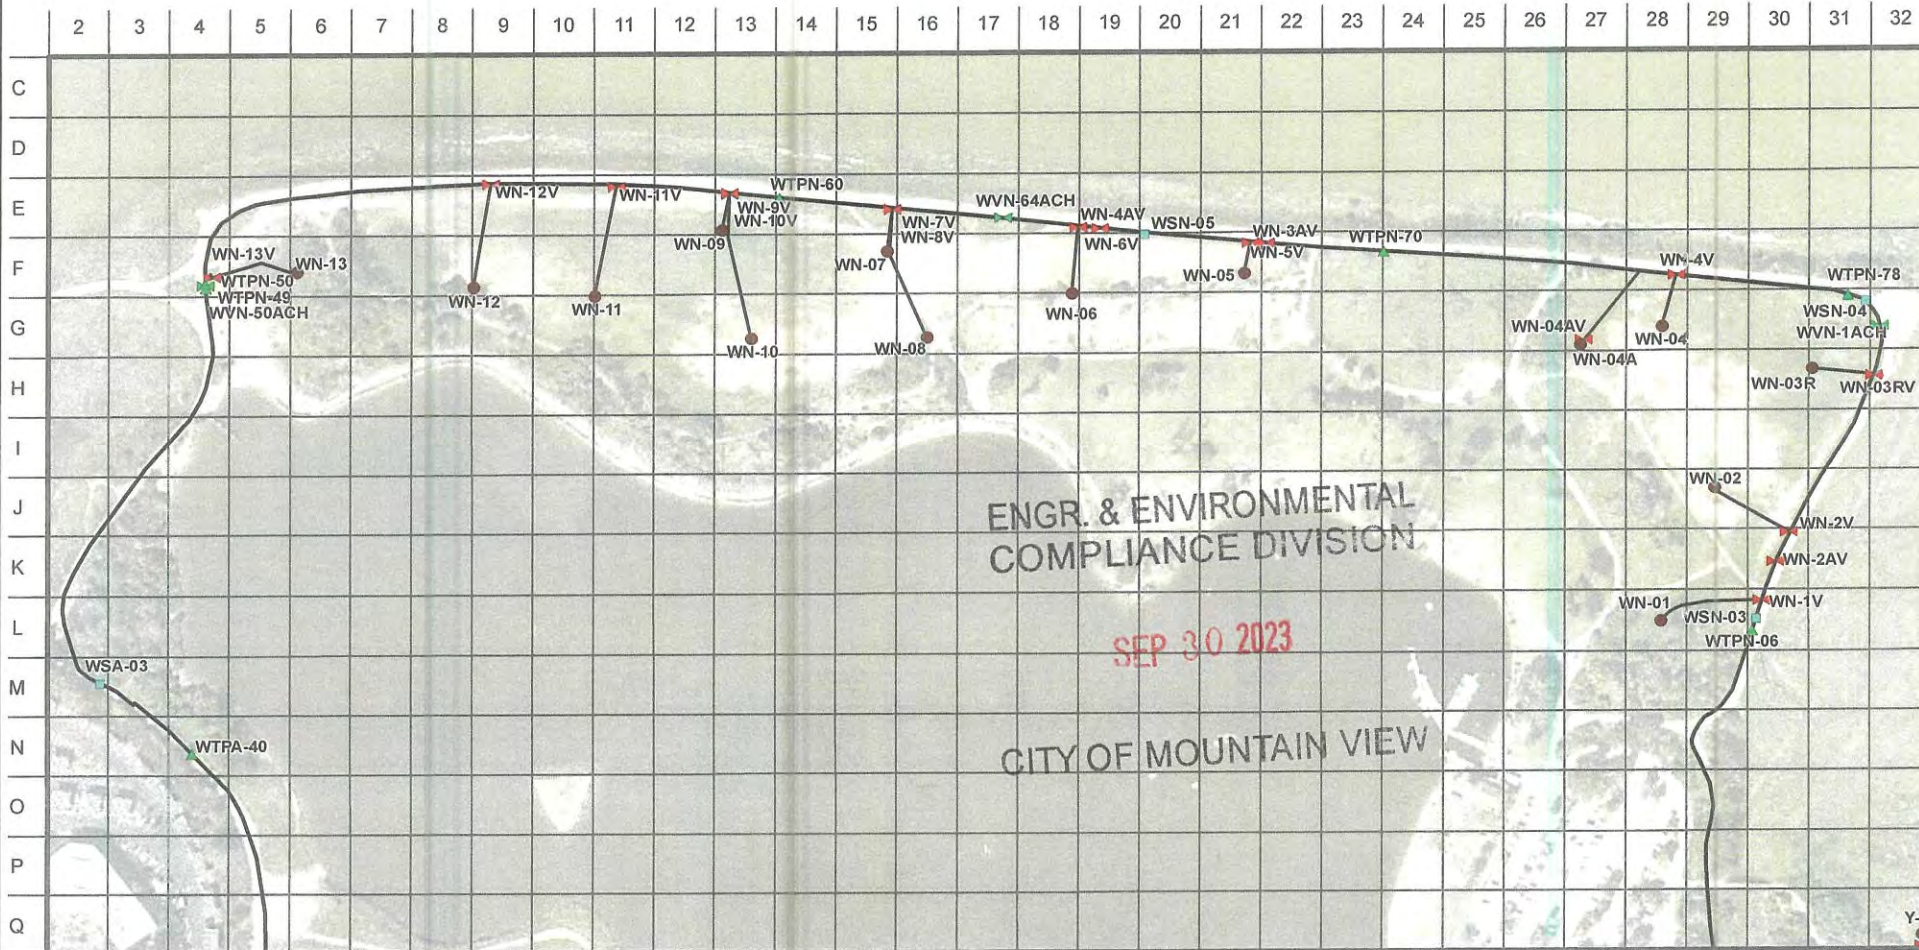 2 3 4 5 6 7 8 9 10 11 12 13 14 15 16 17 18 19 20 21 22 23 24 25 26 27 28 29 30 31 32
C
D
E
F
G
H
I
J
K
L
M
N
O
P
Q
WN-12V
WN-11V
WTPN-60
WN-9V
WN-10V
WN-09
WN-7V
WN-8V
WN-07
WVN-64ACH
WN-4AV
WN-6V
WSN-05
WN-3AV
WN-5V
WTPN-70
WN-05
WN-4V
WTPN-78
WN-13V
WN-13
WTPN-50
WTPN-49
WVN-50ACH
WN-12
WN-11
WN-10
WN-08
WN-06
WN-04AV
WN-04A
WN-04
WSN-04
WVN-1ACH
WN-03R
WN-03RV
WN-02
WN-2V
WN-2AV
WN-01
WN-1V
WSN-03
WTPN-06
WSA-03
WTPA-40
ENGR. & ENVIRONMENTAL
COMPLIANCE DIVISION
SEP 30 2023
CITY OF MOUNTAIN VIEW
Y-